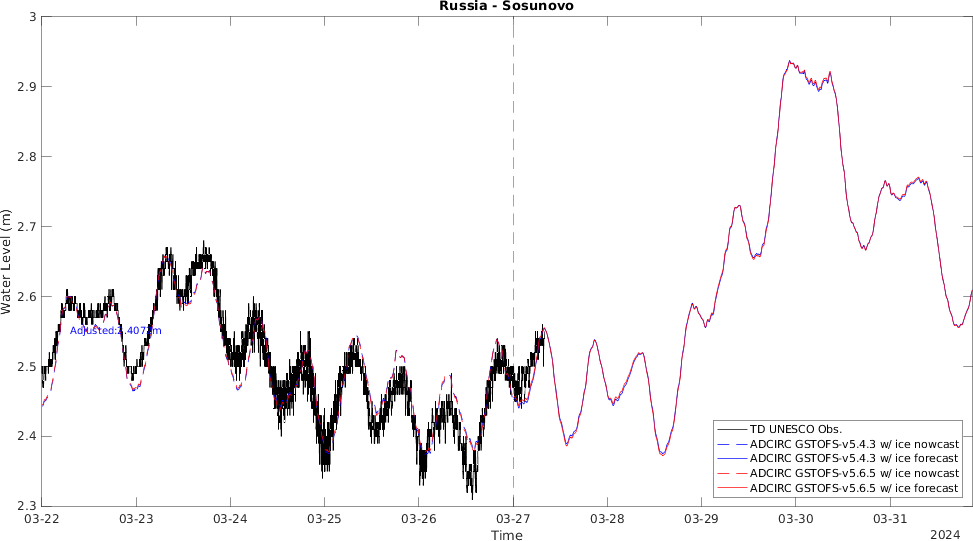 Russia - Sosunovo
Water Level (m)
3
2.9
2.8
2.7
2.6
2.5
2.4
2.3
Adjusted:2.4072m
TD UNESCO Obs.
ADCIRC GSTOFS-v5.4.3 w/ ice nowcast
ADCIRC GSTOFS-v5.4.3 w/ ice forecast
ADCIRC GSTOFS-v5.6.5 w/ ice nowcast
ADCIRC GSTOFS-v5.6.5 w/ ice forecast
03-22 03-23 03-24 03-25 03-26 03-27 03-28 03-29 03-30 03-31
Time
2024